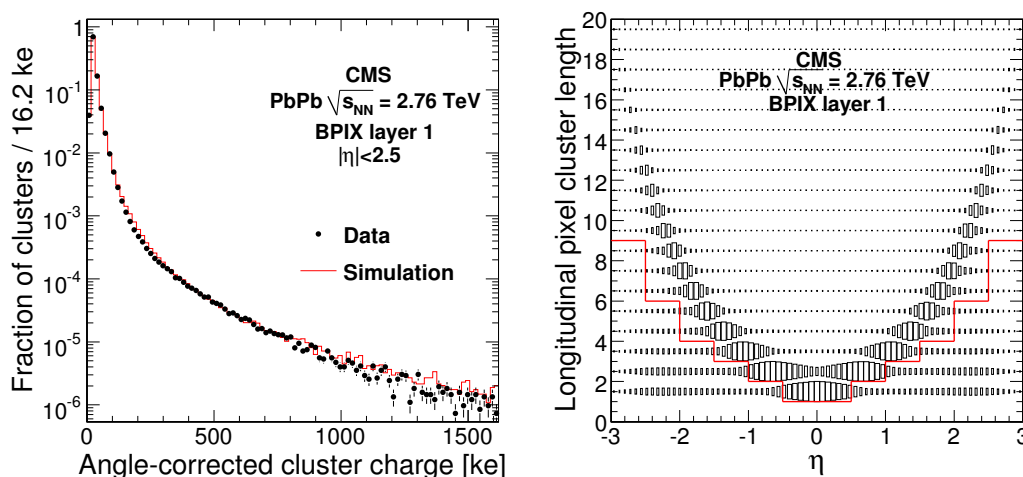 Fraction of clusters / 16.2 ke
1
10⁻¹
10⁻²
10⁻³
10⁻⁴
10⁻⁵
10⁻⁶
CMS
PbPb √s_NN = 2.76 TeV
BPIX layer 1
|η|<2.5
Data
Simulation
0 500 1000 1500
Angle-corrected cluster charge [ke]
Longitudinal pixel cluster length
20
18
16
14
12
10
8
6
4
2
0
CMS
PbPb √s_NN = 2.76 TeV
BPIX layer 1
-3 -2 -1 0 1 2 3
η